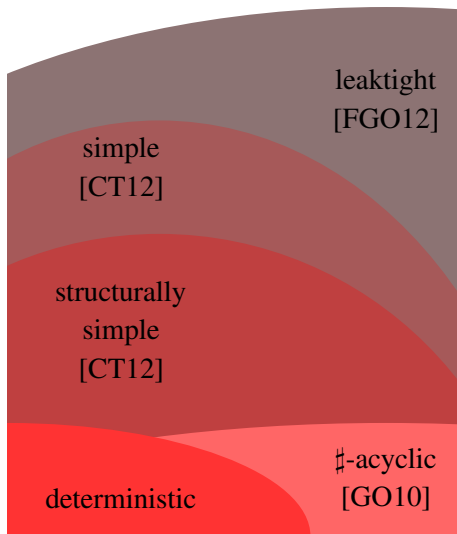 leaktight
[FGO12]
simple
[CT12]
structurally
simple
[CT12]
♯-acyclic
[GO10]
deterministic